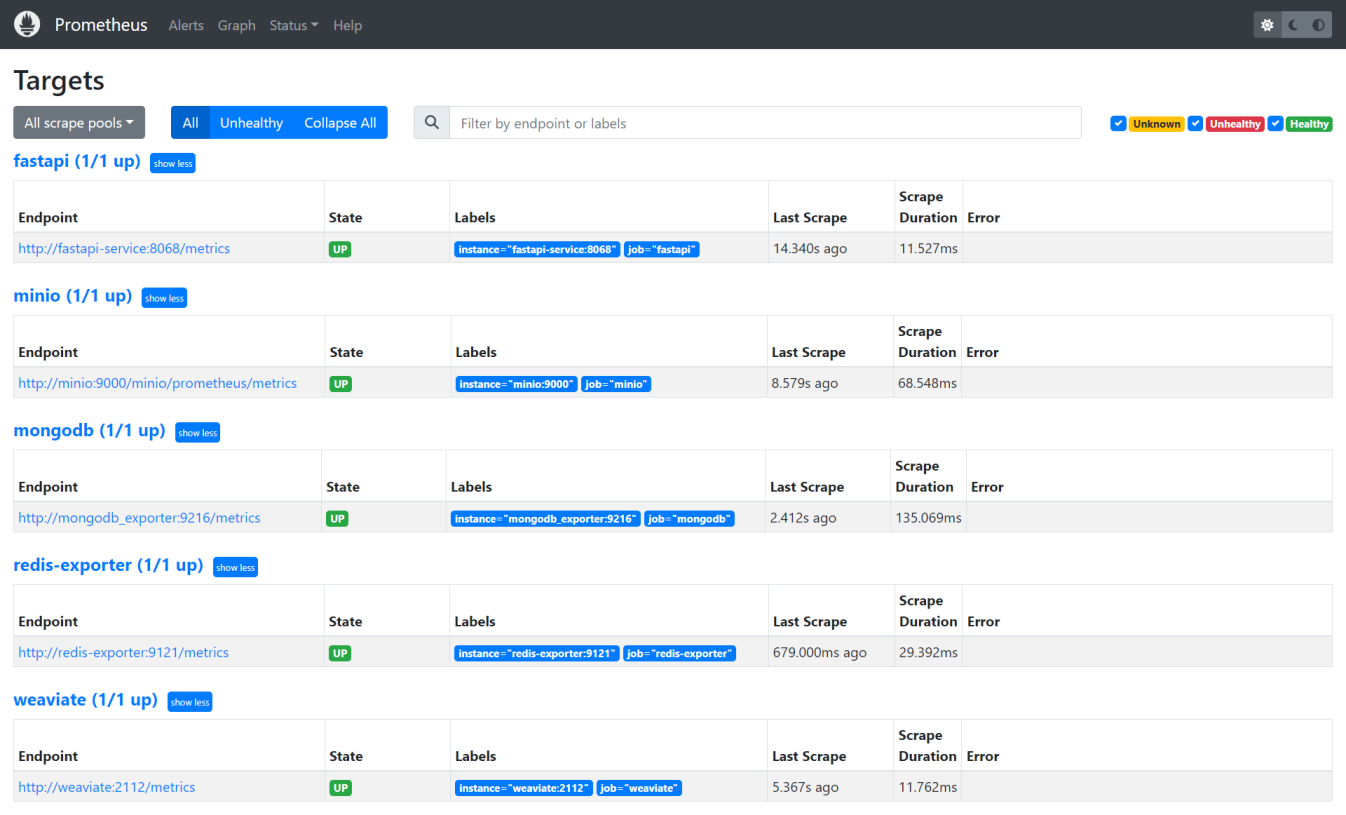 Prometheus Alerts Graph Status Help
Targets
All scrape pools All Unhealthy Collapse All Filter by endpoint or labels Unknown Unhealthy Healthy
fastapi (1/1 up) show less
Endpoint State Labels Last Scrape Scrape Duration Error
http://fastapi-service:8068/metrics UP instance="fastapi-service:8068" job="fastapi" 14.340s ago 11.527ms
minio (1/1 up) show less
Endpoint State Labels Last Scrape Scrape Duration Error
http://minio:9000/minio/prometheus/metrics UP instance="minio:9000" job="minio" 8.579s ago 68.548ms
mongodb (1/1 up) show less
Endpoint State Labels Last Scrape Scrape Duration Error
http://mongodb_exporter:9216/metrics UP instance="mongodb_exporter:9216" job="mongodb" 2.412s ago 135.069ms
redis-exporter (1/1 up) show less
Endpoint State Labels Last Scrape Scrape Duration Error
http://redis-exporter:9121/metrics UP instance="redis-exporter:9121" job="redis-exporter" 679.000ms ago 29.392ms
weaviate (1/1 up) show less
Endpoint State Labels Last Scrape Scrape Duration Error
http://weaviate:2112/metrics UP instance="weaviate:2112" job="weaviate" 5.367s ago 11.762ms